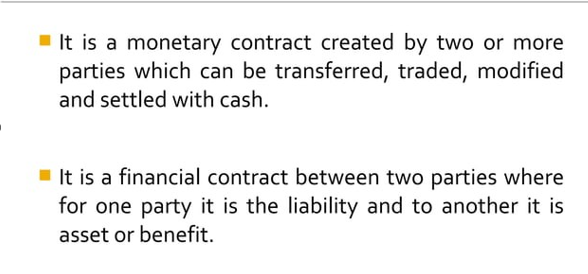 It is a monetary contract created by two or more
parties which can be transferred, traded, modified
and settled with cash.
It is a financial contract between two parties where
for one party it is the liability and to another it is
asset or benefit.